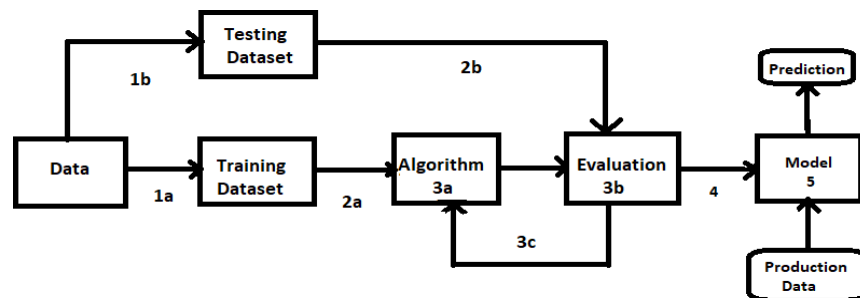 Testing
Dataset
1b
2b
Prediction
Data
1a
Training
Dataset
2a
Algorithm
3a
Evaluation
3b
4
Model
5
3c
Production
Data